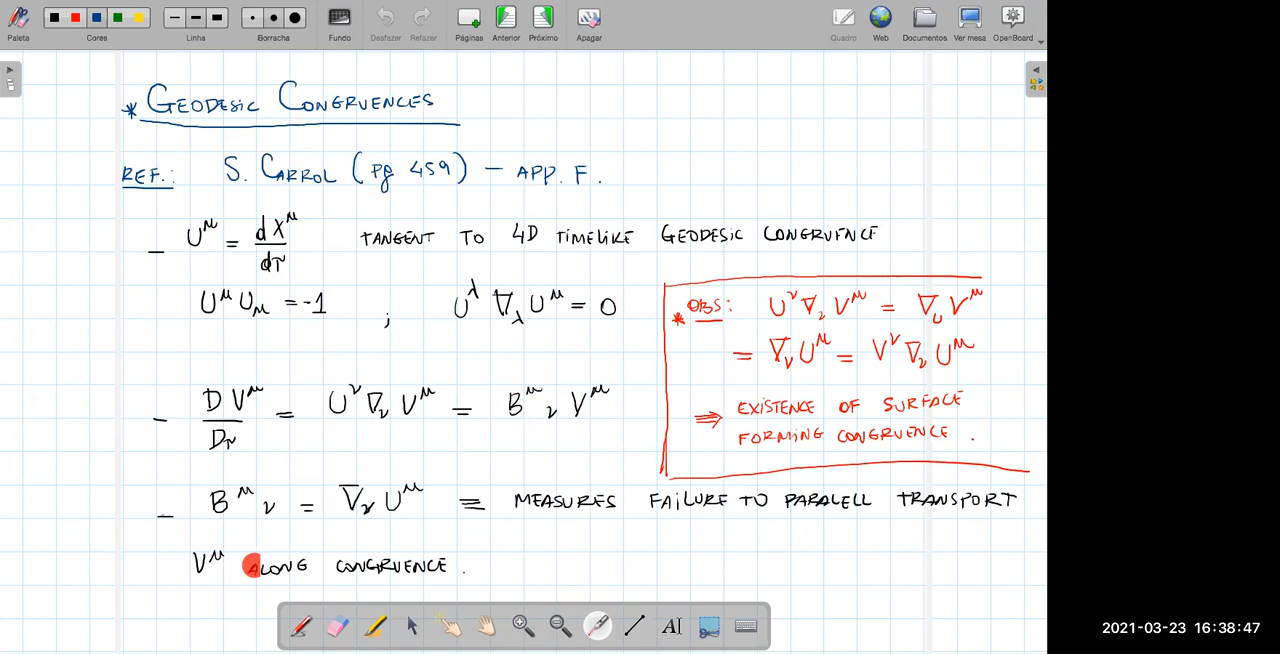 Paleta Cores Linha Borracha Fundo Desfazer Refazer Páginas Anterior Próximo Apagar Quadro Web Documentos Ver mesa OpenBoard
* GEODESIC CONGRUENCES
REF.: S. CARROL (pg 459) – APP. F.
– U^μ = dX^μ/dτ TANGENT TO 4D TIMELIKE GEODESIC CONGRUENCE
U^μ U_μ = -1 ; U^λ ∇_λ U^μ = 0
* OBS: U^ν ∇_ν V^μ = ∇_U V^μ
= ∇_V U^μ = V^ν ∇_ν U^μ
⇒ EXISTENCE OF SURFACE
FORMING CONGRUENCE .
– DV^μ/Dτ = U^ν ∇_ν V^μ = B^μ_ν V^μ
– B^μ_ν = ∇_ν U^μ ≡ MEASURES FAILURE TO PARALELL TRANSPORT
V^μ ALONG CONGRUENCE .
AI
2021-03-23 16:38:47